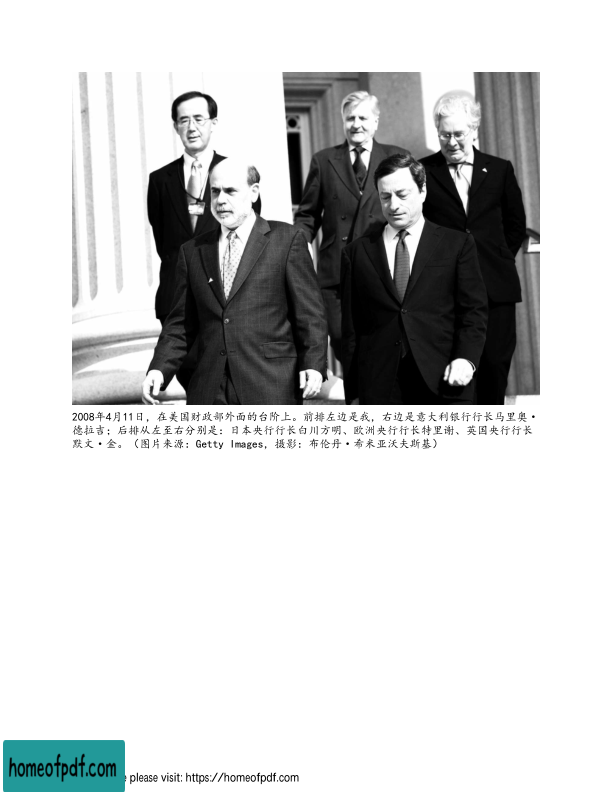 2008年4月11日, 在美国财政部外面的台阶上。前排左边是我, 右边是意大利银行行长马里奥·
德拉吉; 后排从左至右分别是: 日本央行行长白川方明、欧洲央行行长特里谢、英国央行行长
默文·金。(图片来源: Getty Images, 摄影: 布伦丹·希米亚沃夫斯基)
homeofpdf.com
e please visit: https://homeofpdf.com